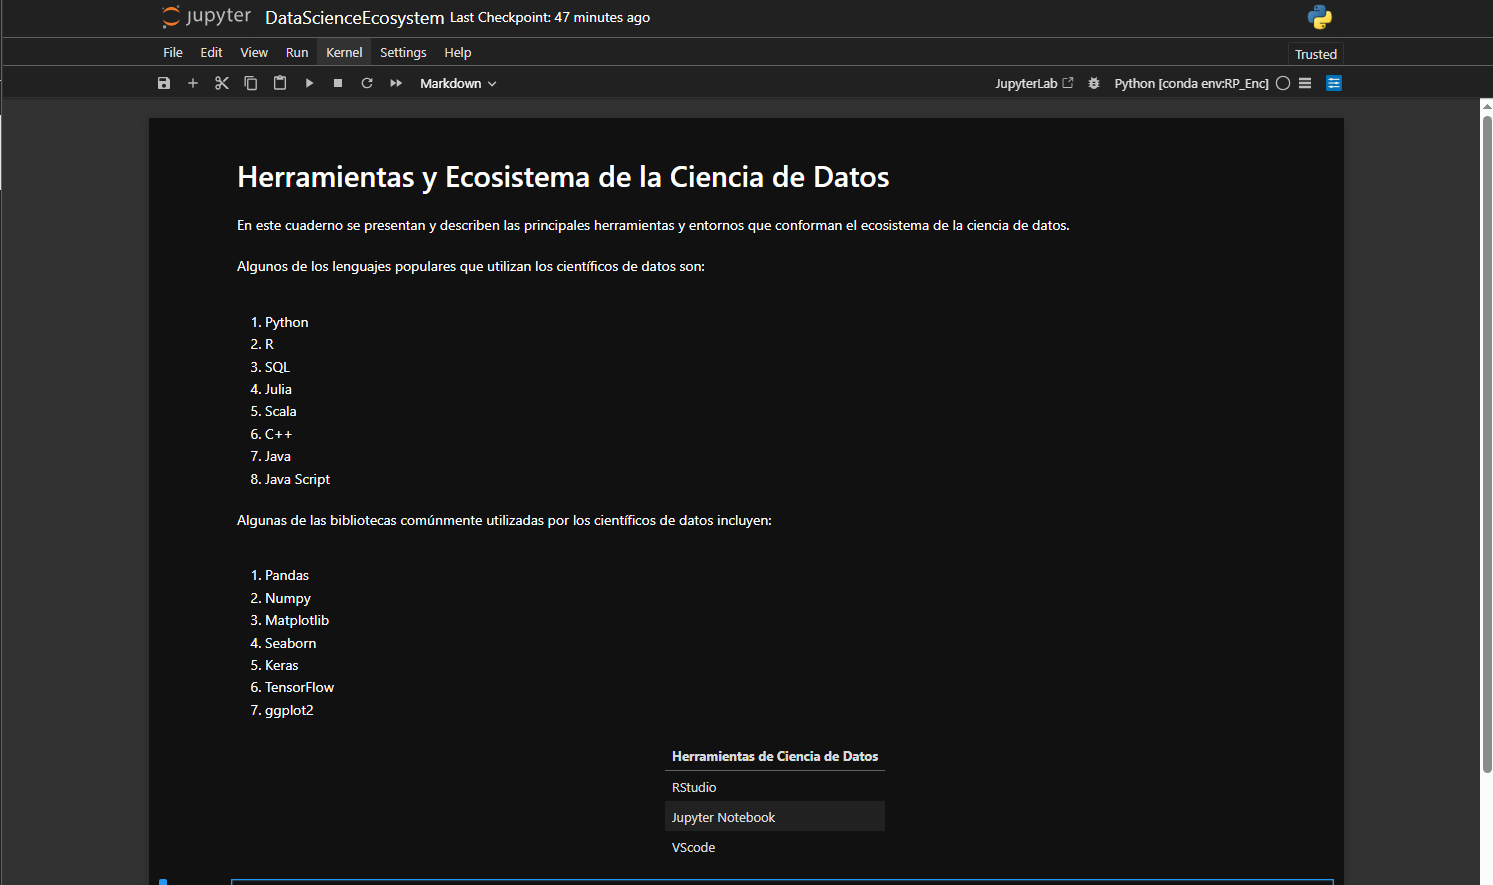 jupyter DataScienceEcosystem Last Checkpoint: 47 minutes ago
File Edit View Run Kernel Settings Help Trusted
Markdown JupyterLab Python [conda env:RP_Enc]
Herramientas y Ecosistema de la Ciencia de Datos
En este cuaderno se presentan y describen las principales herramientas y entornos que conforman el ecosistema de la ciencia de datos.
Algunos de los lenguajes populares que utilizan los científicos de datos son:
1. Python
2. R
3. SQL
4. Julia
5. Scala
6. C++
7. Java
8. Java Script
Algunas de las bibliotecas comúnmente utilizadas por los científicos de datos incluyen:
1. Pandas
2. Numpy
3. Matplotlib
4. Seaborn
5. Keras
6. TensorFlow
7. ggplot2
Herramientas de Ciencia de Datos
RStudio
Jupyter Notebook
VScode